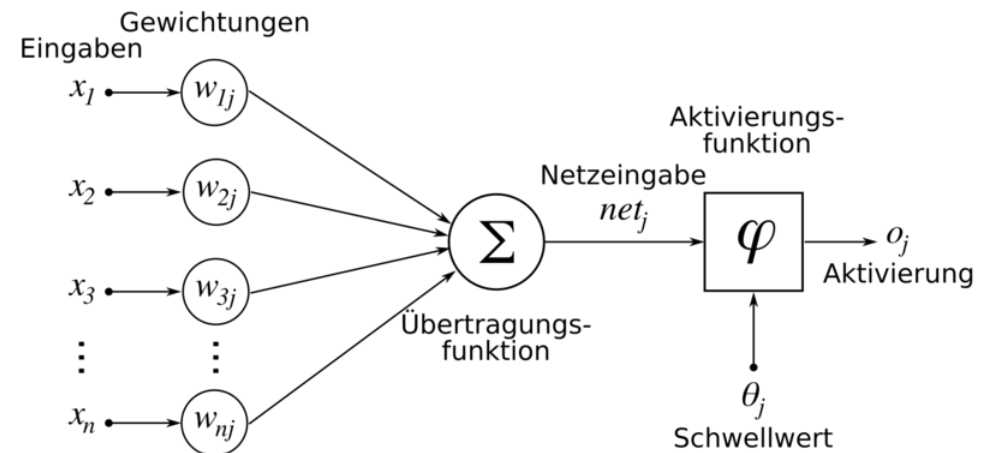 Gewichtungen
Eingaben
x1
w1j
x2
w2j
x3
w3j
⋮ ⋮
xn
wnj
Σ
Übertragungs-
funktion
Netzeingabe
netj
Aktivierungs-
funktion
φ
oj
Aktivierung
θj
Schwellwert